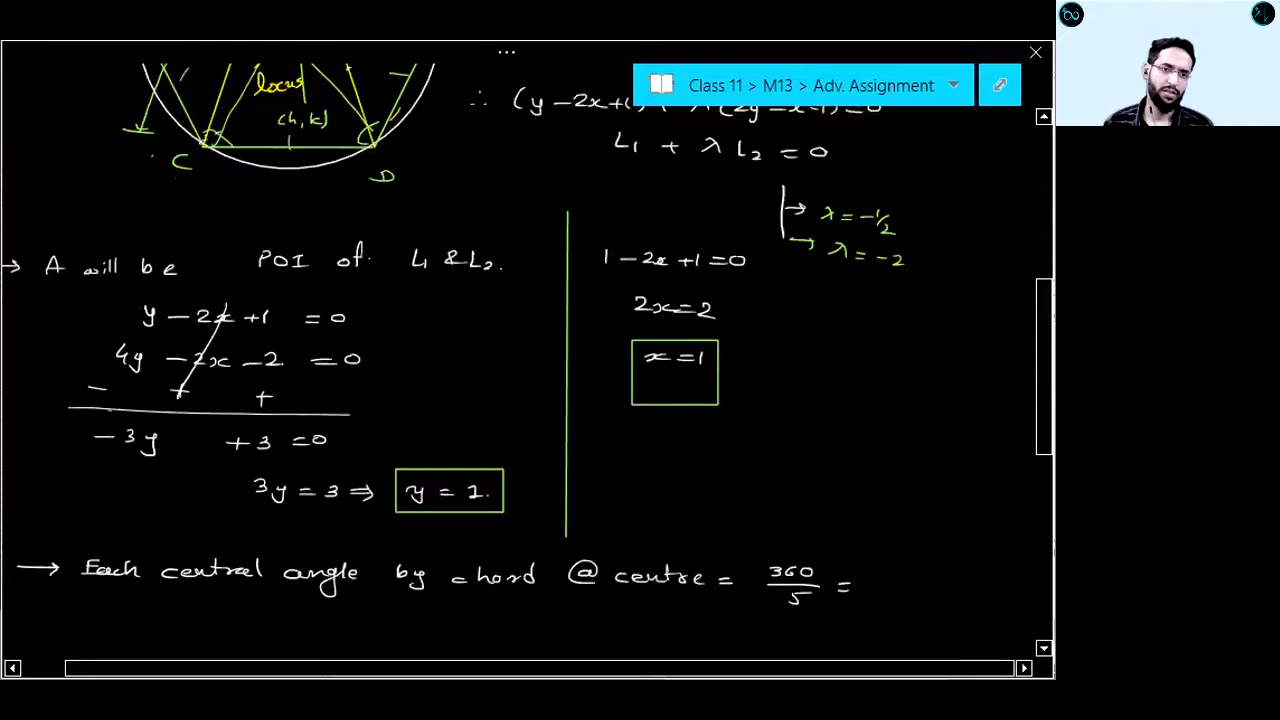 ...
Class 11 > M13 > Adv. Assignment
locus
(h, k)
C
D
L₁ + λ L₂ = 0
→ λ = -1/2
→ λ = -2
→ A will be POI of L₁ & L₂.
y - 2x + 1 = 0
4y - 2x - 2 = 0
- + +
-3y + 3 = 0
3y = 3 ⇒ y = 1.
1 - 2x + 1 = 0
2x = 2
x = 1
→ Each central angle by chord @ centre = 360/5 =